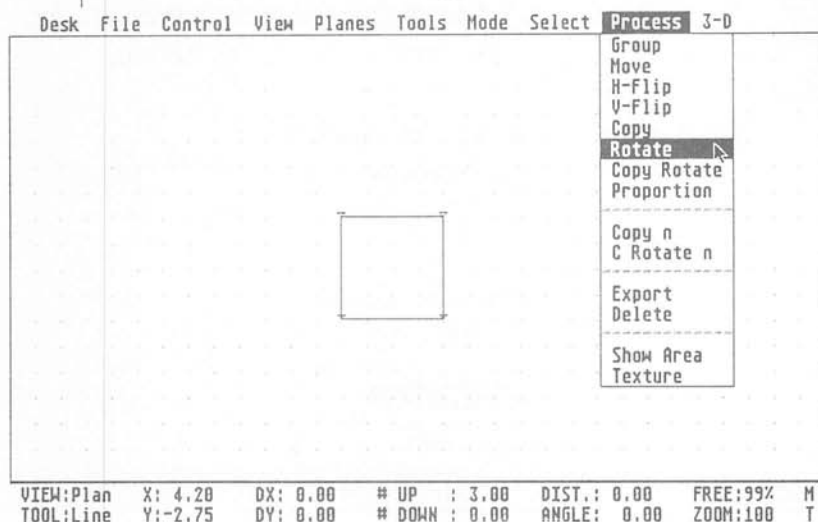 Desk File Control View Planes Tools Mode Select Process 3-D
Group
Move
H-Flip
V-Flip
Copy
Rotate
Copy Rotate
Proportion
Copy n
C Rotate n
Export
Delete
Show Area
Texture
VIEW:Plan X: 4.20 DX: 0.00 # UP : 3.00 DIST.: 0.00 FREE:99% M
TOOL:Line Y:-2.75 DY: 0.00 # DOWN : 0.00 ANGLE: 0.00 ZOOM:100 T